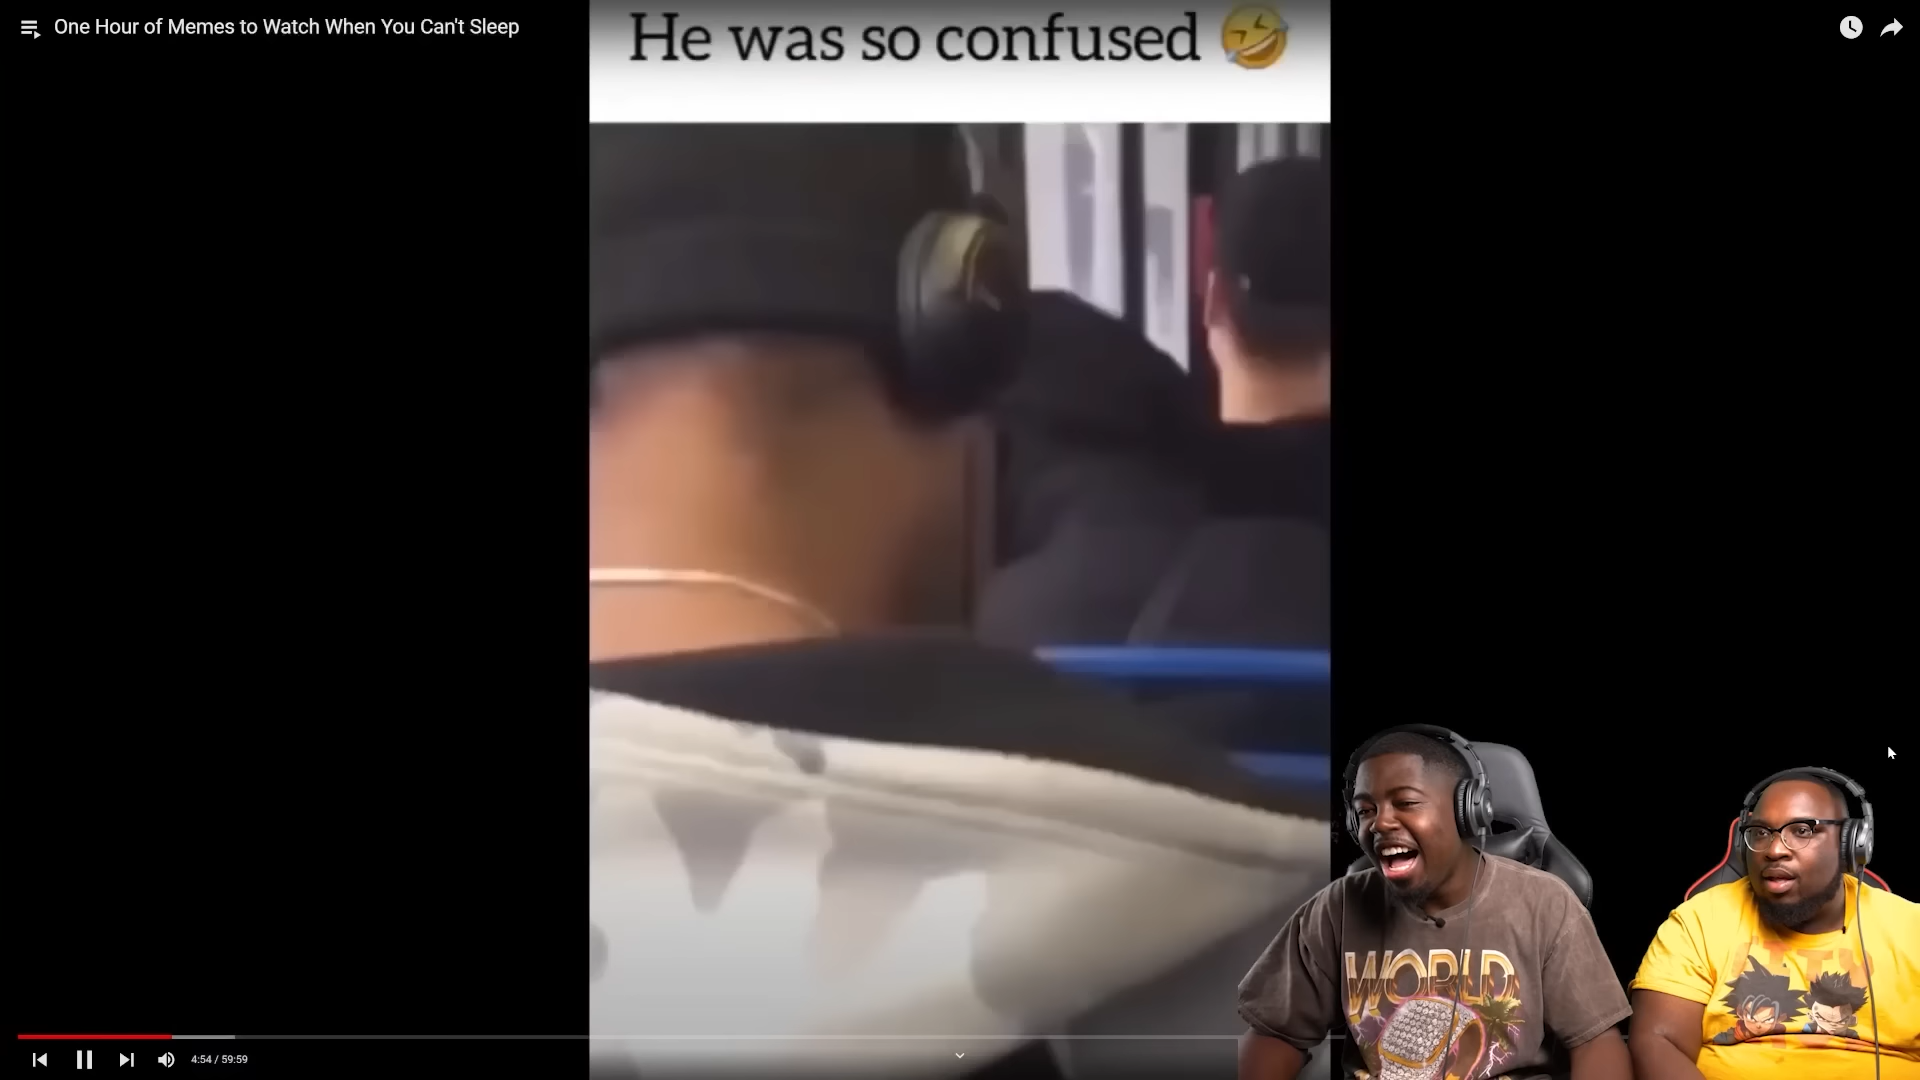 One Hour of Memes to Watch When You Can't Sleep
He was so confused 🤣
WORLD
4:54 / 59:59